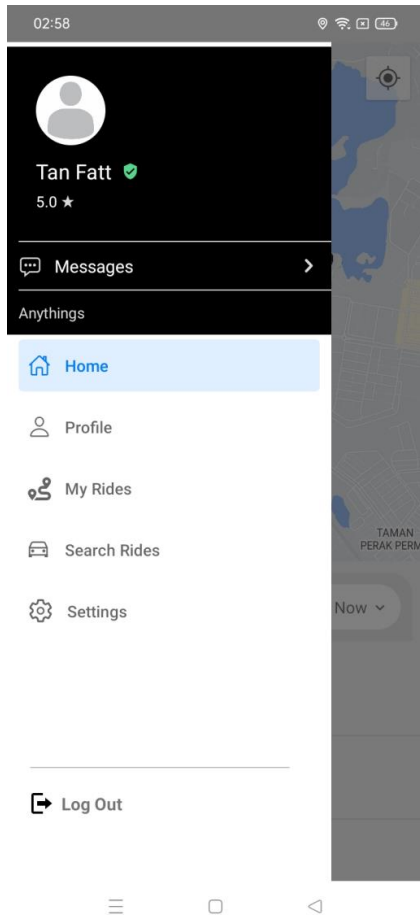 02:58
46
Tan Fatt
5.0 ★
Messages
Anythings
Home
Profile
My Rides
Search Rides
TAMAN
PERAK PERM
Settings
Now
Log Out